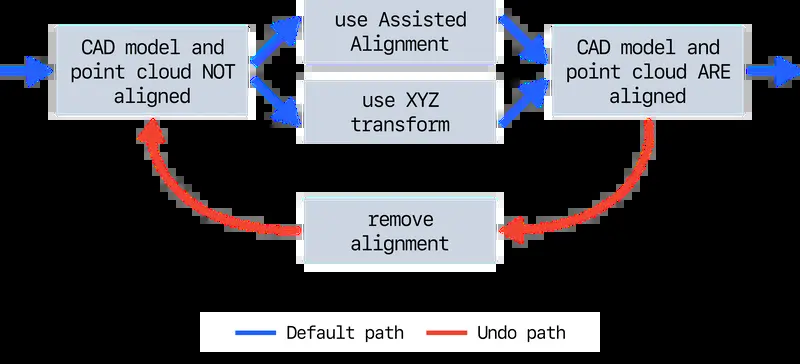 use Assisted
Alignment
CAD model and
point cloud NOT
aligned
CAD model and
point cloud ARE
aligned
use XYZ
transform
remove
alignment
Default path
Undo path